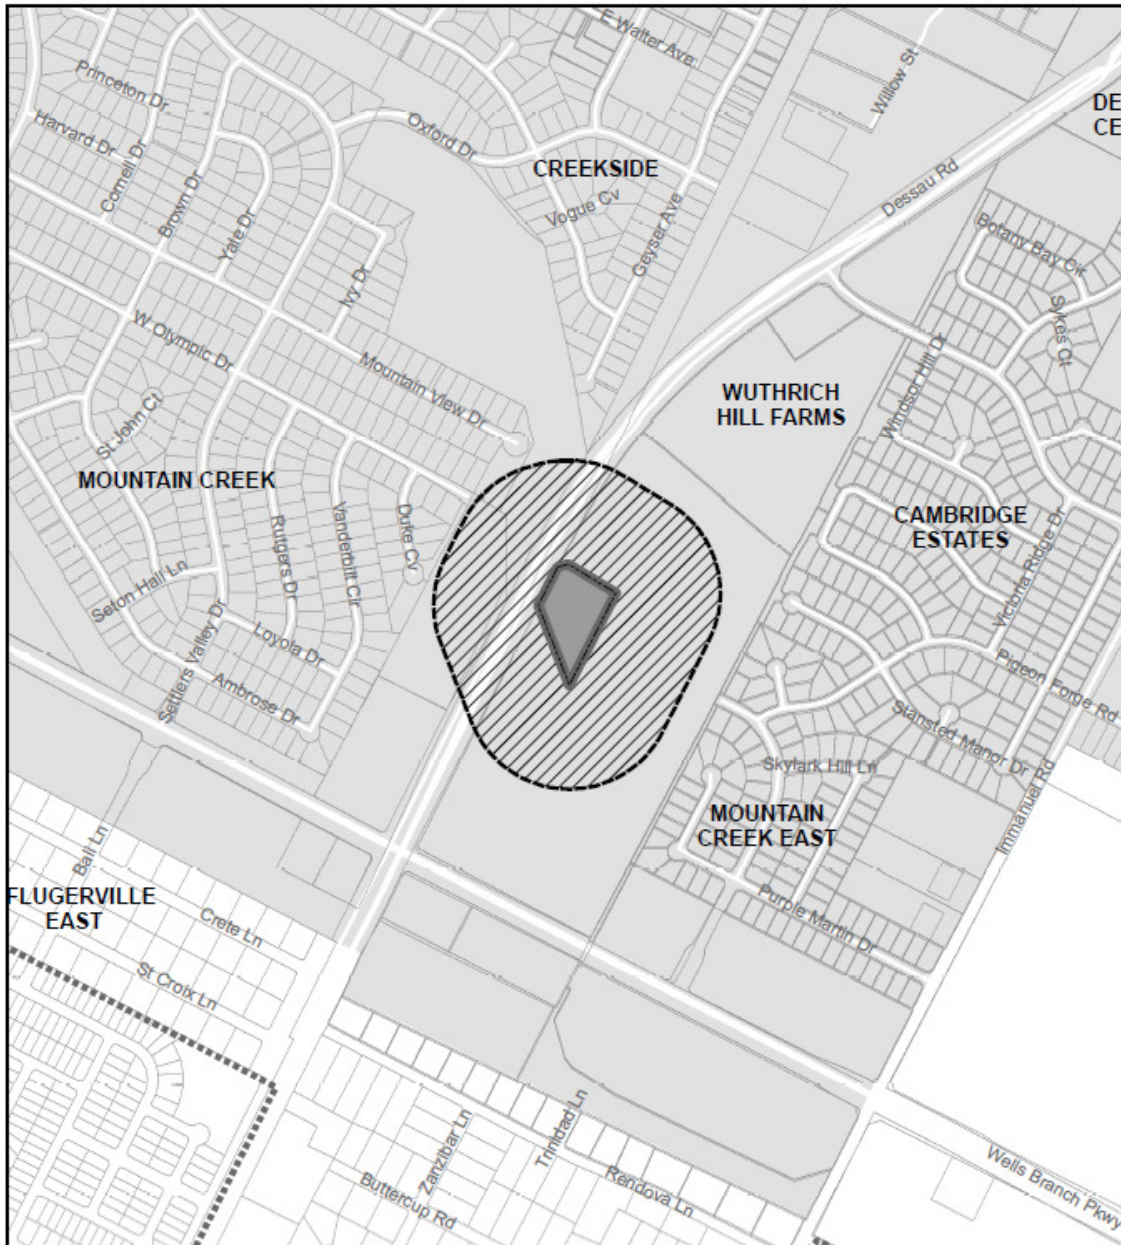 E Walter Ave
Willow St
DE
CE
Princeton Dr
Harvard Dr
Cornell Dr
Brown Dr
Yale Dr
Oxford Dr
CREEKSIDE
Vogue Cv
Geyser Ave
Dessau Rd
Botany Bay Cir
Sykes Ct
Ivy Dr
W Olympic Dr
Mountain View Dr
Windsor Hill Dr
WUTHRICH
HILL FARMS
St John Ct
MOUNTAIN CREEK
CAMBRIDGE
ESTATES
Rutgers Dr
Vanderbilt Cir
Duke Cv
Victoria Ridge Dr
Seton Hall Ln
Settlers Valley Dr
Loyola Dr
Ambrose Dr
Pigeon Forge Rd
Stansted Manor Dr
Skylark Hill Ln
Immanuel Rd
MOUNTAIN
CREEK EAST
Ball Ln
FLUGERVILLE
EAST
Crete Ln
Purple Martin Dr
St Croix Ln
Zanzibar Ln
Trinidad Ln
Buttercup Rd
Rendova Ln
Wells Branch Pkwy